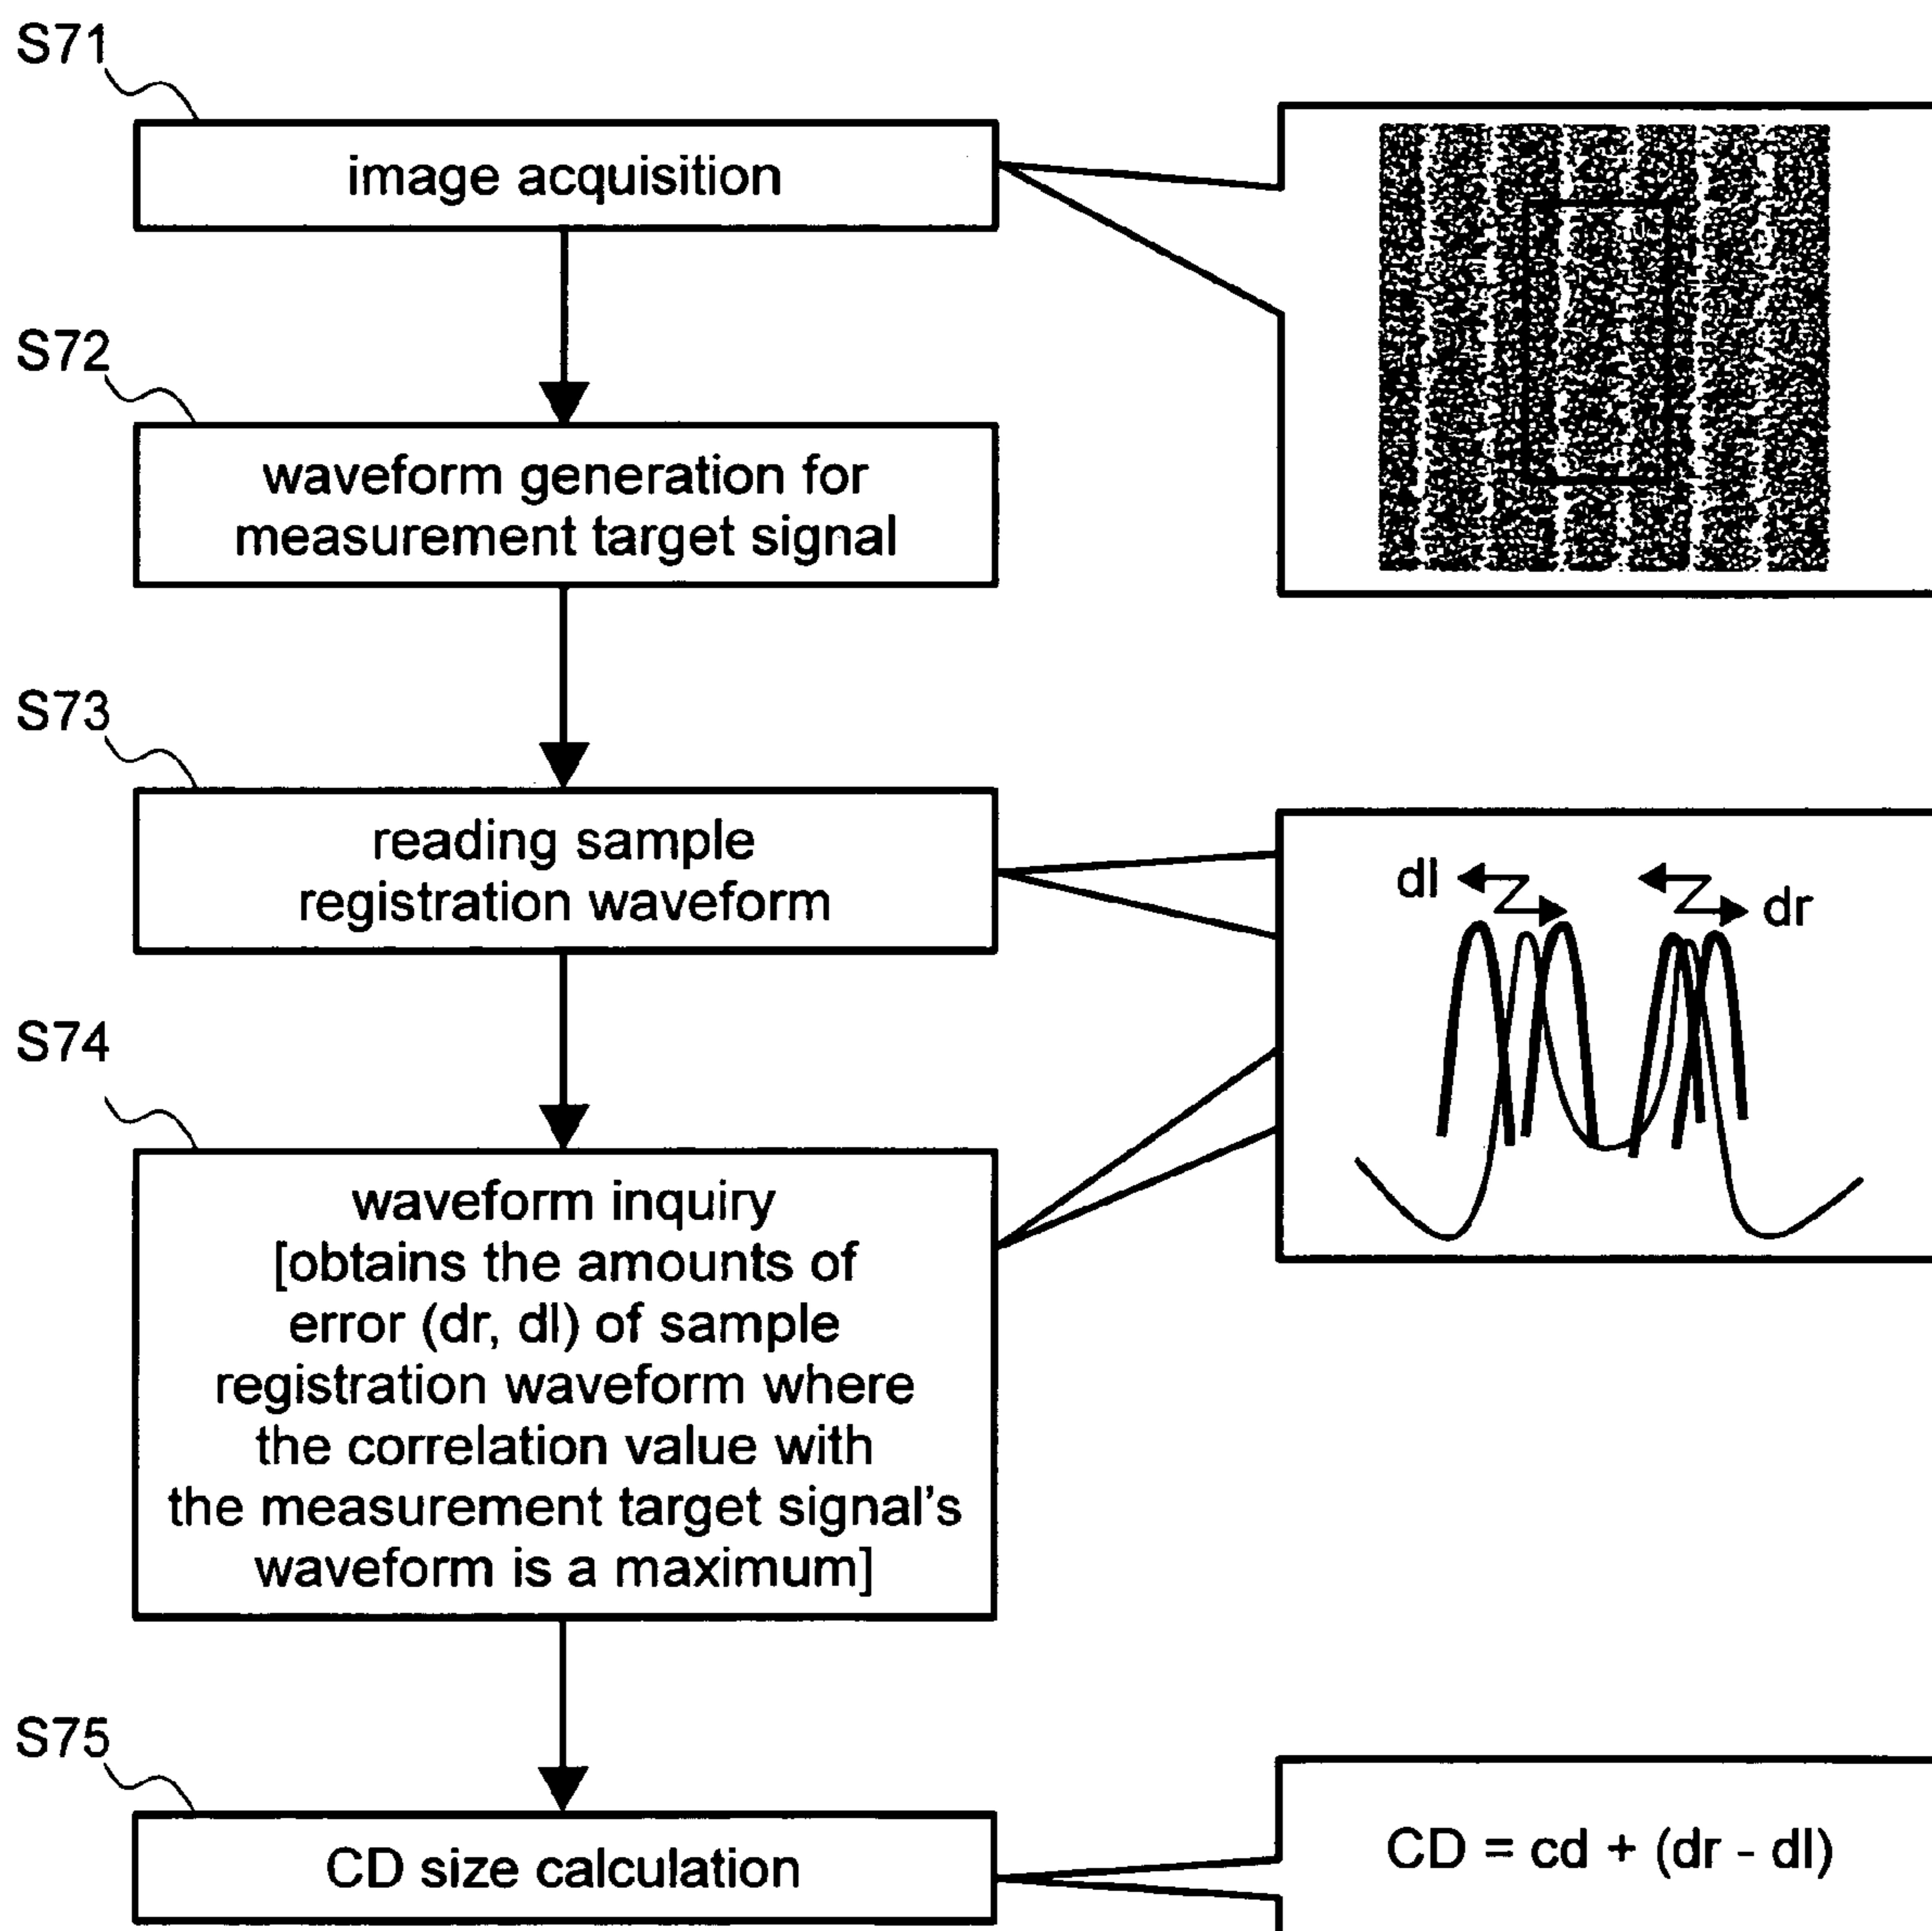 S71
image acquisition
S72
waveform generation for
measurement target signal
S73
reading sample
registration waveform
dl
dr
S74
waveform inquiry
[obtains the amounts of
error (dr, dl) of sample
registration waveform where
the correlation value with
the measurement target signal's
waveform is a maximum]
S75
CD size calculation
CD = cd + (dr - dl)